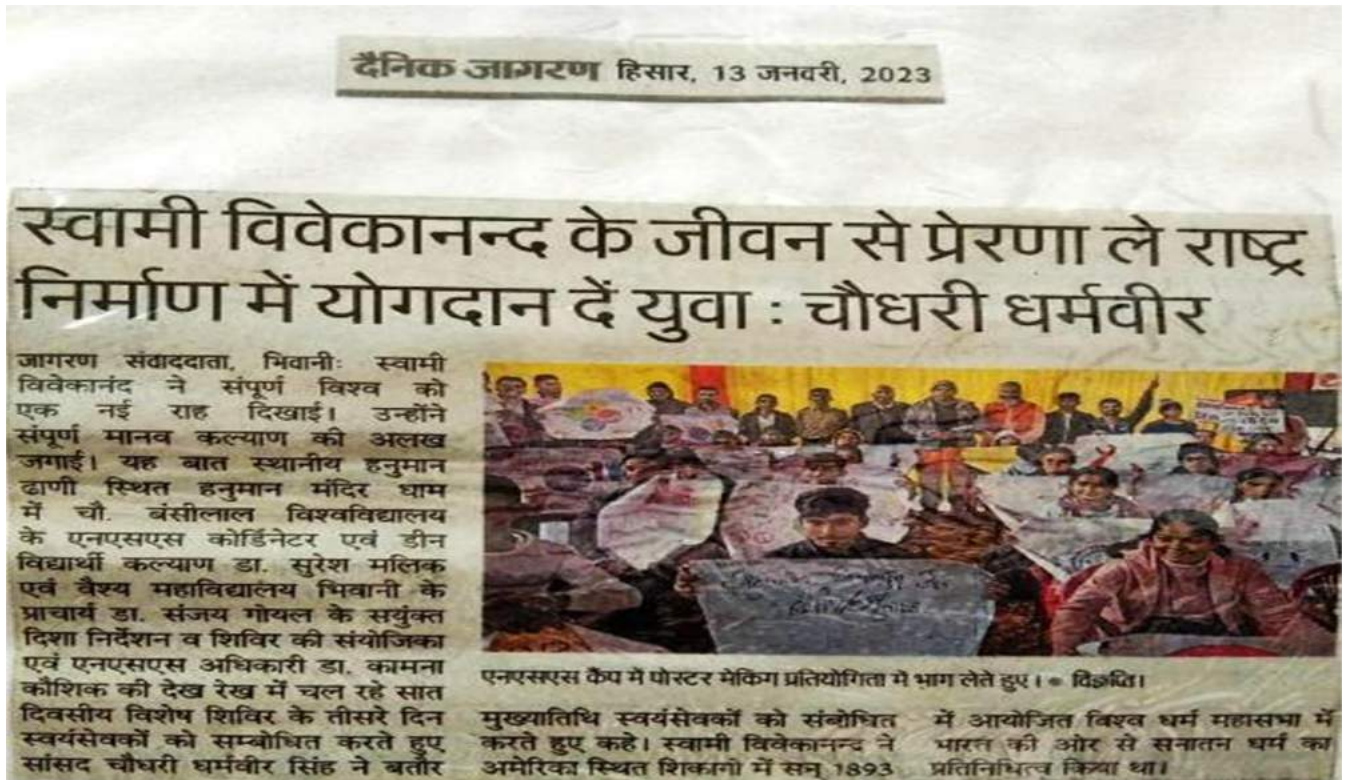 दैनिक जागरण हिसार, 13 जनवरी, 2023
स्वामी विवेकानन्द के जीवन से प्रेरणा ले राष्ट्र
निर्माण में योगदान दें युवा : चौधरी धर्मवीर
जागरण संवाददाता, भिवानीः स्वामी
विवेकानंद ने संपूर्ण विश्व को
एक नई राह दिखाई। उन्होंने
संपूर्ण मानव कल्याण की अलख
जगाई। यह बात स्थानीय हनुमान
ढाणी स्थित हनुमान मंदिर धाम
में चौ. बंसीलाल विश्वविद्यालय
के एनएसएस कोर्डिनेटर एवं डीन
विद्यार्थी कल्याण डा. सुरेश मलिक
एवं वैश्य महाविद्यालय भिवानी के
प्राचार्य डा. संजय गोयल के सयुंक्त
दिशा निर्देशन व शिविर की संयोजिका
एवं एनएसएस अधिकारी डा. कामना
कौशिक की देख रेख में चल रहे सात
दिवसीय विशेष शिविर के तीसरे दिन
स्वयंसेवकों को सम्बोधित करते हुए
सांसद चौधरी धर्मवीर सिंह ने बतौर
एनएसएस कैंप में पोस्टर मेकिंग प्रतियोगिता में भाग लेते हुए। ● विज्ञप्ति।
मुख्यातिथि स्वयंसेवकों को संबोधित
करते हुए कहे। स्वामी विवेकानन्द ने
अमेरिका स्थित शिकागो में सन् 1893
में आयोजित विश्व धर्म महासभा में
भारत की ओर से सनातन धर्म का
प्रतिनिधित्व किया था।